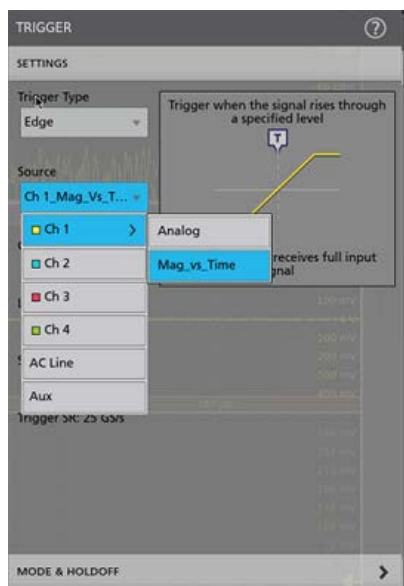 TRIGGER
?
SETTINGS
Trigger Type
Edge
Trigger when the signal rises through
a specified level
T
Source
Ch 1_Mag_Vs_T...
Ch 1
Analog
Ch 2
Mag_vs_Time
receives full input
Ch 3
Ch 4
AC Line
Aux
Trigger SR: 25 GS/s
MODE & HOLDOFF